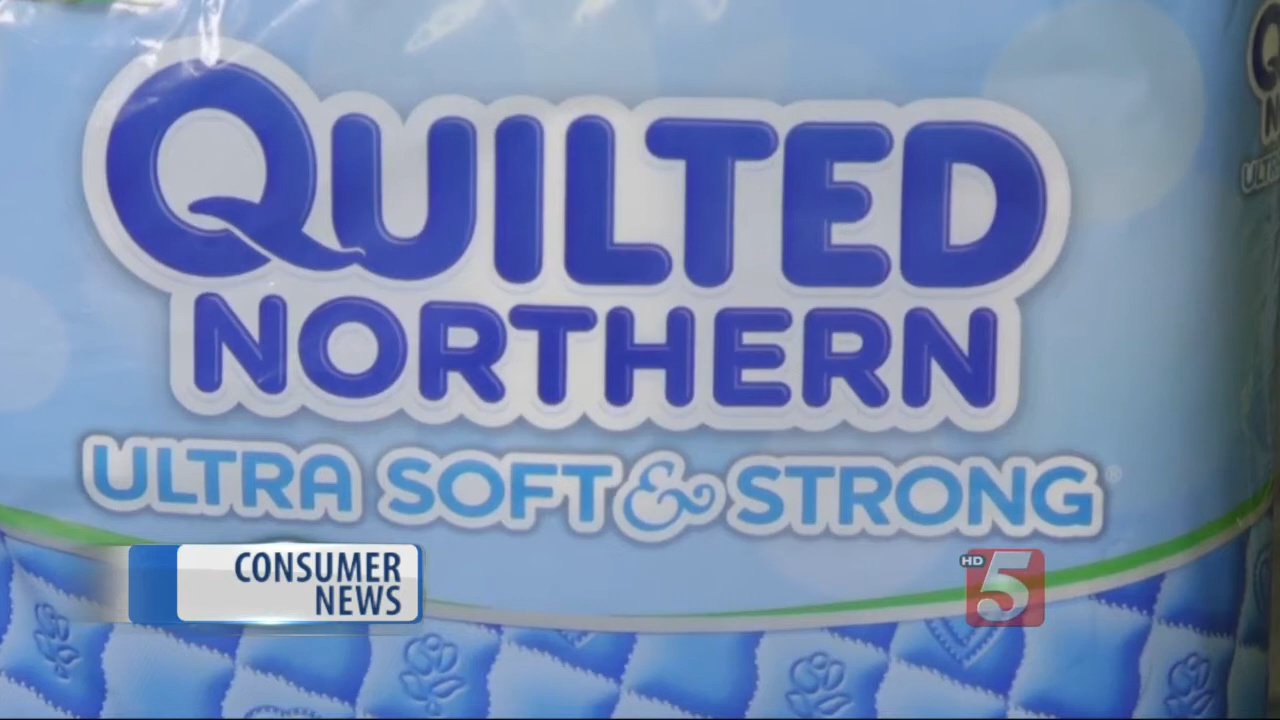 QUILTED
NORTHERN
ULTRA SOFT & STRONG®
CONSUMER
NEWS
HD 5